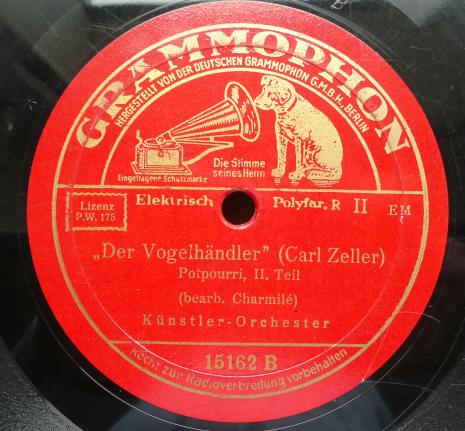 GRAMMOPHON
HERGESTELLT VON DER DEUTSCHEN GRAMMOPHON G.M.B.H., BERLIN
Die Stimme
seines Herrn
Eingetragene Schutzmarke
Lizenz
P.W. 175
Elektrisch Polyfar. R II EM
„Der Vogelhändler” (Carl Zeller)
Potpourri, II. Teil
(bearb. Charmilé)
Künstler-Orchester
15162 B
Recht zur Radioverbreitung vorbehalten